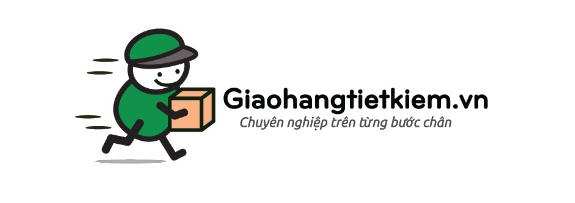 Giaohangtietkiem.vn
Chuyên nghiệp trên từng bước chân